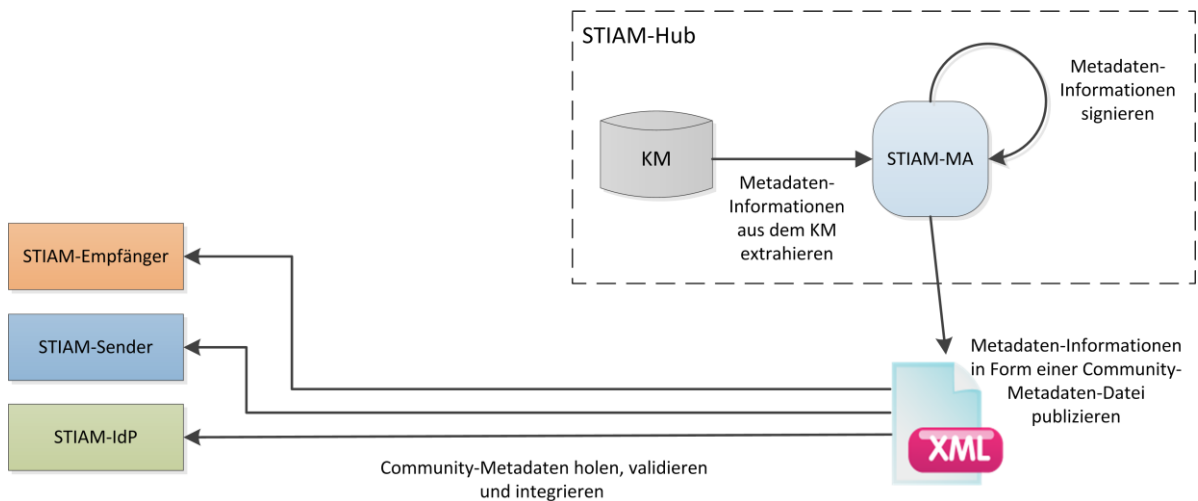 STIAM-Hub
Metadaten-
Informationen
signieren
KM
STIAM-MA
Metadaten-
Informationen
aus dem KM
extrahieren
STIAM-Empfänger
STIAM-Sender
STIAM-IdP
Metadaten-Informationen
in Form einer Community-
Metadaten-Datei
publizieren
XML
Community-Metadaten holen, validieren
und integrieren